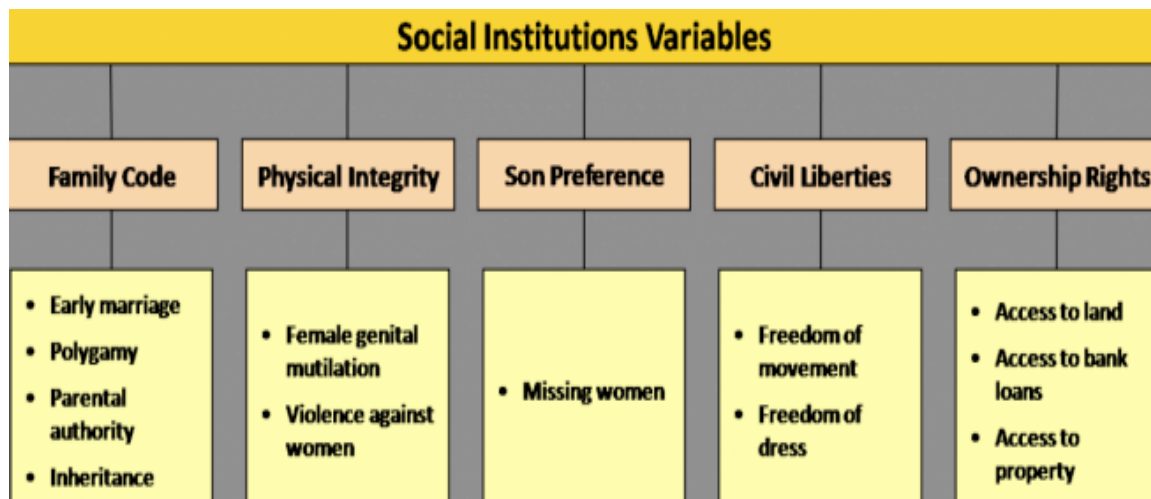 Social Institutions Variables
Family Code
Physical Integrity
Son Preference
Civil Liberties
Ownership Rights
• Early marriage
• Polygamy
• Parental
authority
• Inheritance
• Female genital
mutilation
• Violence against
women
• Missing women
• Freedom of
movement
• Freedom of
dress
• Access to land
• Access to bank
loans
• Access to
property